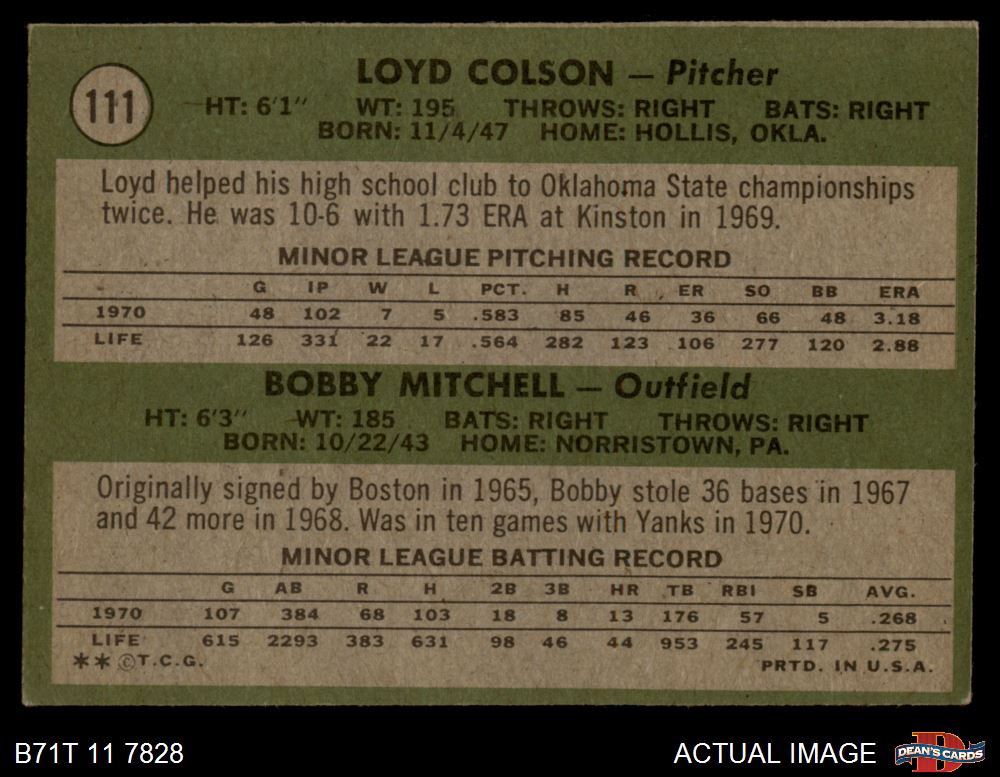 111
LOYD COLSON — Pitcher
HT: 6'1" WT: 195 THROWS: RIGHT BATS: RIGHT
BORN: 11/4/47 HOME: HOLLIS, OKLA.
Loyd helped his high school club to Oklahoma State championships
twice. He was 10-6 with 1.73 ERA at Kinston in 1969.
MINOR LEAGUE PITCHING RECORD
G IP W L PCT. H R ER SO BB ERA
1970 48 102 7 5 .583 85 46 36 66 48 3.18
LIFE 126 331 22 17 .564 282 123 106 277 120 2.88
BOBBY MITCHELL — Outfield
HT: 6'3" WT: 185 BATS: RIGHT THROWS: RIGHT
BORN: 10/22/43 HOME: NORRISTOWN, PA.
Originally signed by Boston in 1965, Bobby stole 36 bases in 1967
and 42 more in 1968. Was in ten games with Yanks in 1970.
MINOR LEAGUE BATTING RECORD
G AB R H 2B 3B HR TB RBI SB AVG.
1970 107 384 68 103 18 8 13 176 57 5 .268
LIFE 615 2293 383 631 98 46 44 953 245 117 .275
**©T.C.G. PRTD. IN U.S.A.
B71T 11 7828 ACTUAL IMAGE D DEAN'S CARDS